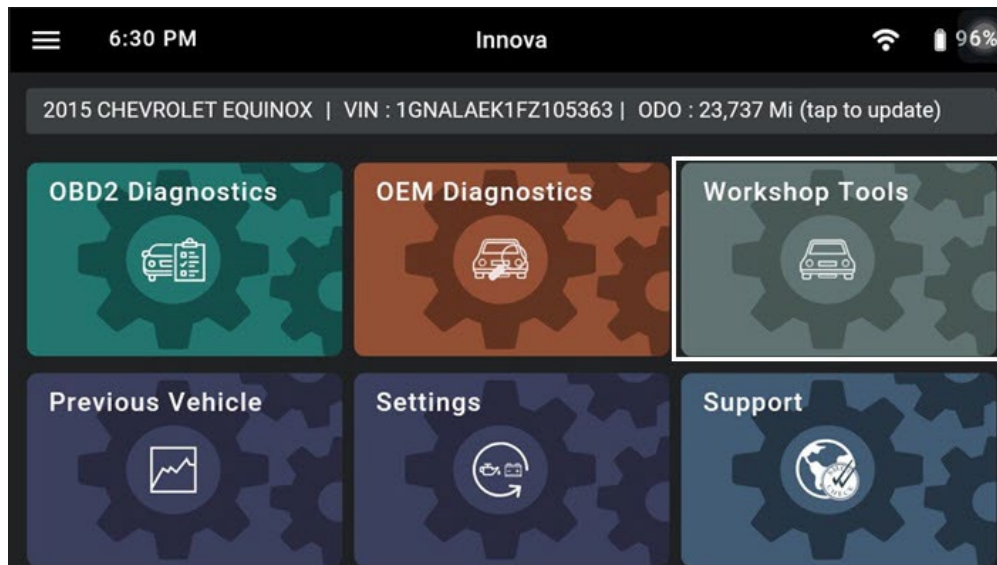 6:30 PM Innova 96%
2015 CHEVROLET EQUINOX | VIN : 1GNALAEK1FZ105363 | ODO : 23,737 Mi (tap to update)
OBD2 Diagnostics OEM Diagnostics Workshop Tools
Previous Vehicle Settings Support